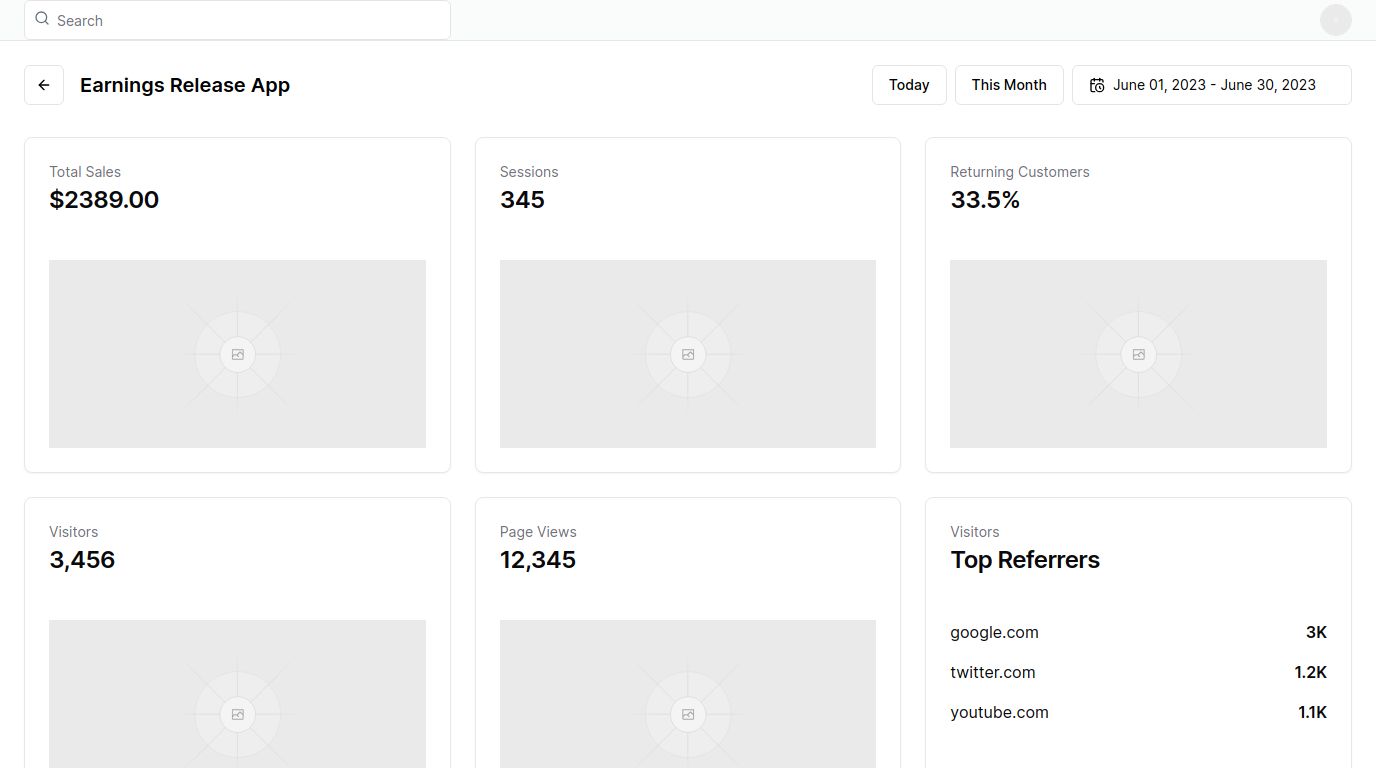 Search
Earnings Release App
Today
This Month
June 01, 2023 - June 30, 2023
Total Sales
$2389.00
Sessions
345
Returning Customers
33.5%
Visitors
3,456
Page Views
12,345
Visitors
Top Referrers
google.com 3K
twitter.com 1.2K
youtube.com 1.1K